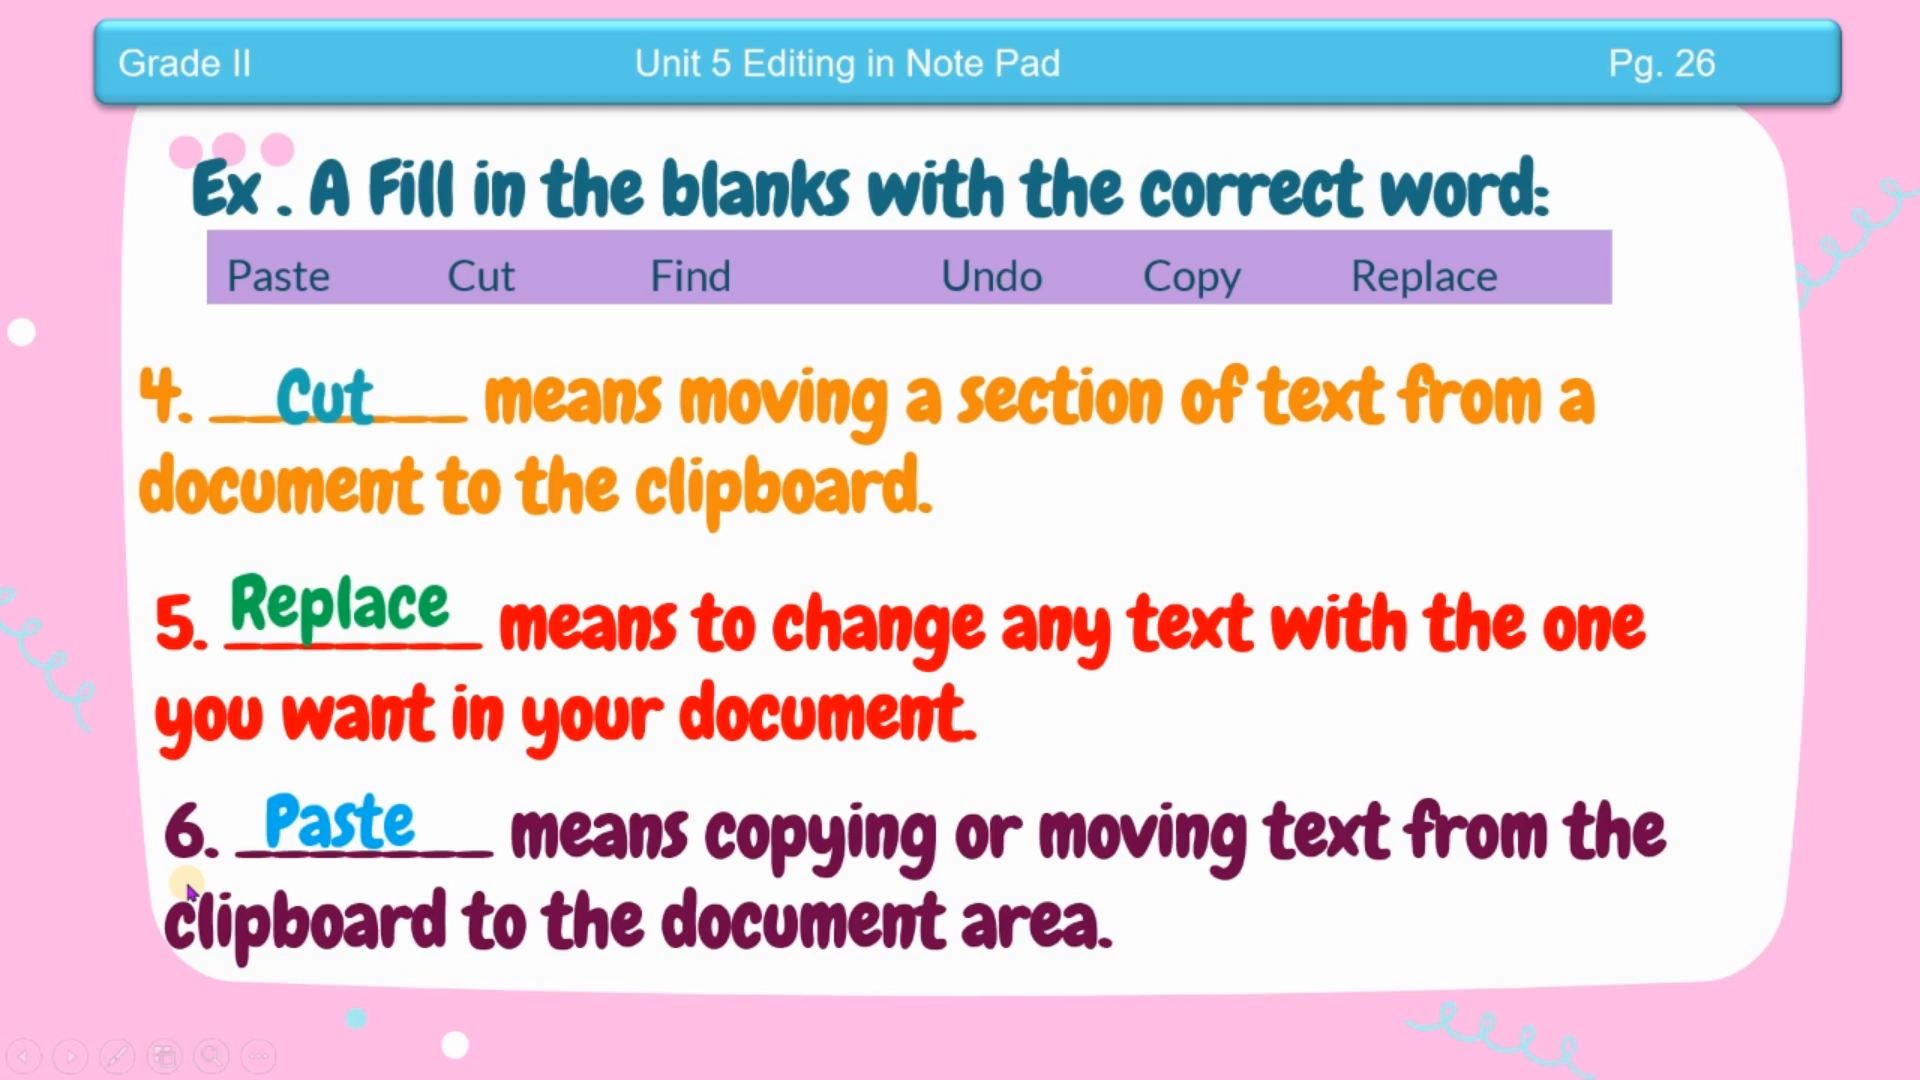 Grade II Unit 5 Editing in Note Pad Pg. 26
Ex . A Fill in the blanks with the correct word:
Paste Cut Find Undo Copy Replace
4. __Cut__ means moving a section of text from a
document to the clipboard.
5. __Replace__ means to change any text with the one
you want in your document.
6. __Paste__ means copying or moving text from the
clipboard to the document area.